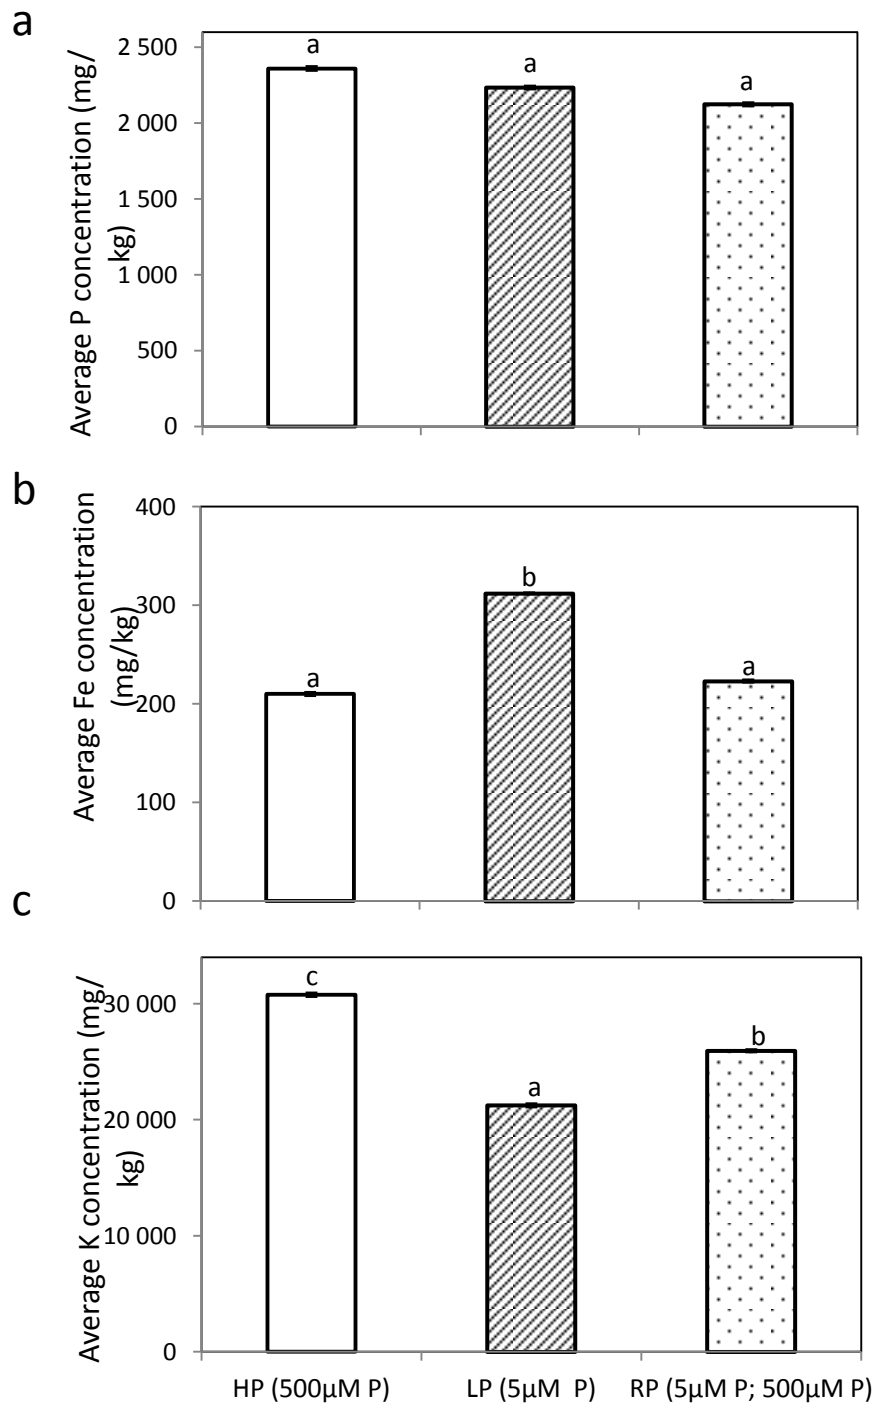 a
Average P concentration (mg/
kg)
2 500
2 000
1 500
1 000
500
0
a
a
a
b
Average Fe concentration
(mg/kg)
400
300
200
100
0
a
b
a
c
Average K concentration (mg/
kg)
30 000
20 000
10 000
0
c
a
b
HP (500µM P)
LP (5µM  P)
RP (5µM P; 500µM P)